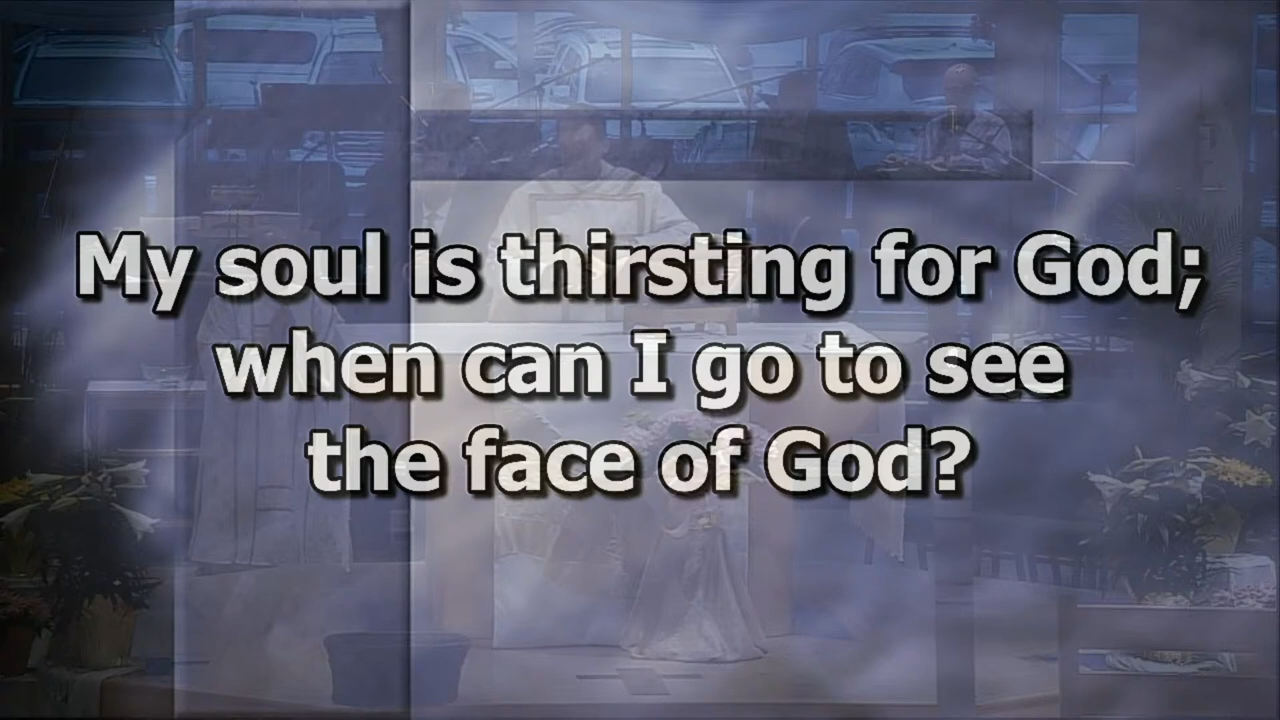 My soul is thirsting for God;
when can I go to see
the face of God?